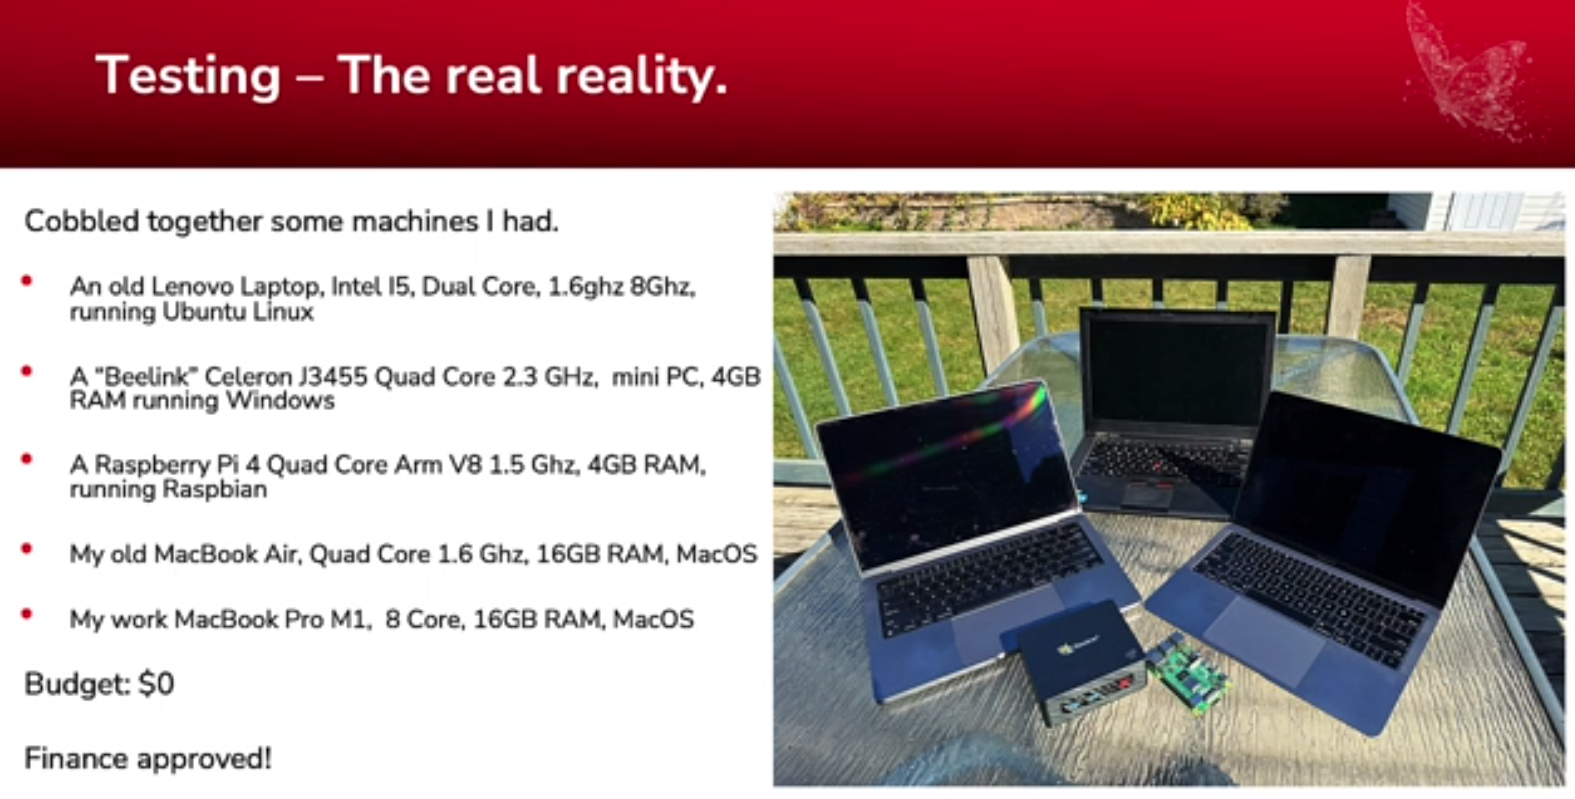 Testing – The real reality.
Cobbled together some machines I had.
An old Lenovo Laptop, Intel I5, Dual Core, 1.6ghz 8Ghz,
running Ubuntu Linux
A "Beelink" Celeron J3455 Quad Core 2.3 GHz,  mini PC, 4GB
RAM running Windows
A Raspberry Pi 4 Quad Core Arm V8 1.5 Ghz, 4GB RAM,
running Raspbian
My old MacBook Air, Quad Core 1.6 Ghz, 16GB RAM, MacOS
My work MacBook Pro M1,  8 Core, 16GB RAM, MacOS
Budget: $0
Finance approved!